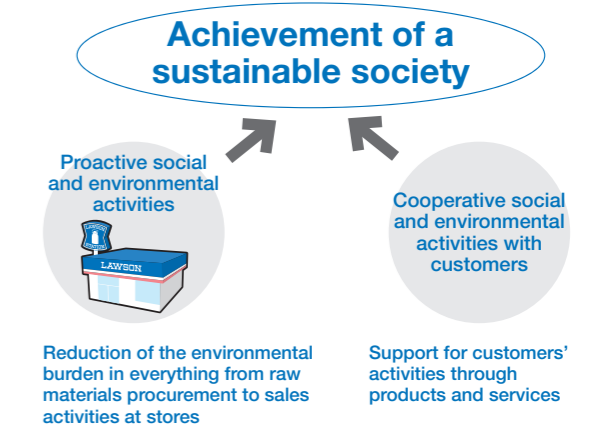 Achievement of a
sustainable society
Proactive social
and environmental
activities
LAWSON
Cooperative social
and environmental
activities with
customers
Reduction of the environmental
burden in everything from raw
materials procurement to sales
activities at stores
Support for customers'
activities through
products and services